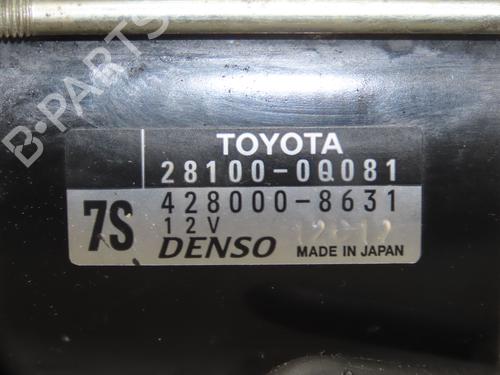 B-PARTS
TOYOTA
28100-0Q081
7S
428000-8631
12V
DENSO
MADE IN JAPAN